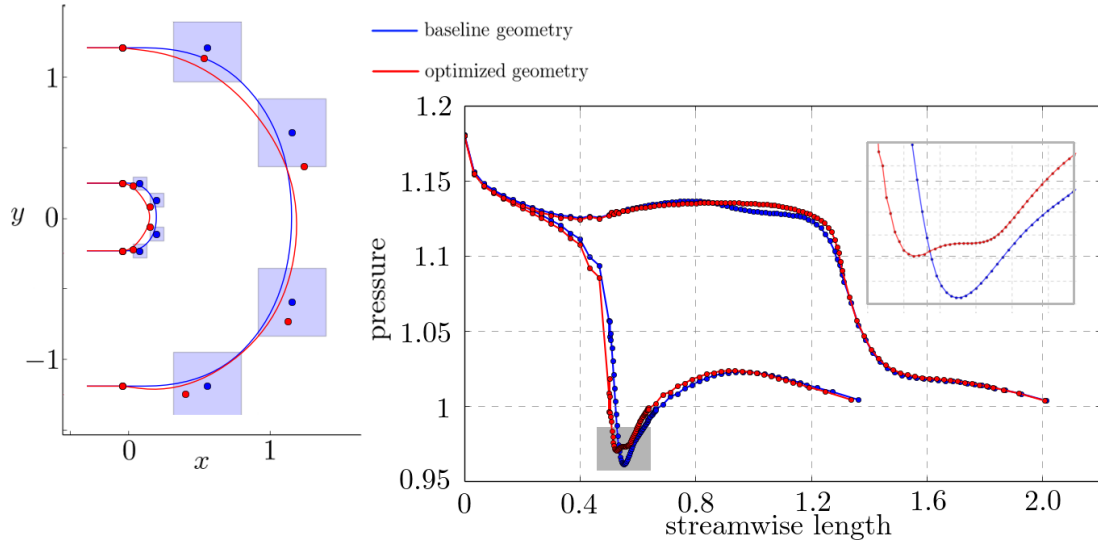 baseline geometry
optimized geometry
1
y
0
−1
0
1
x
1.2
1.15
1.1
pressure
1.05
1
0.95
0
0.4
0.8
1.2
1.6
2.0
streamwise length